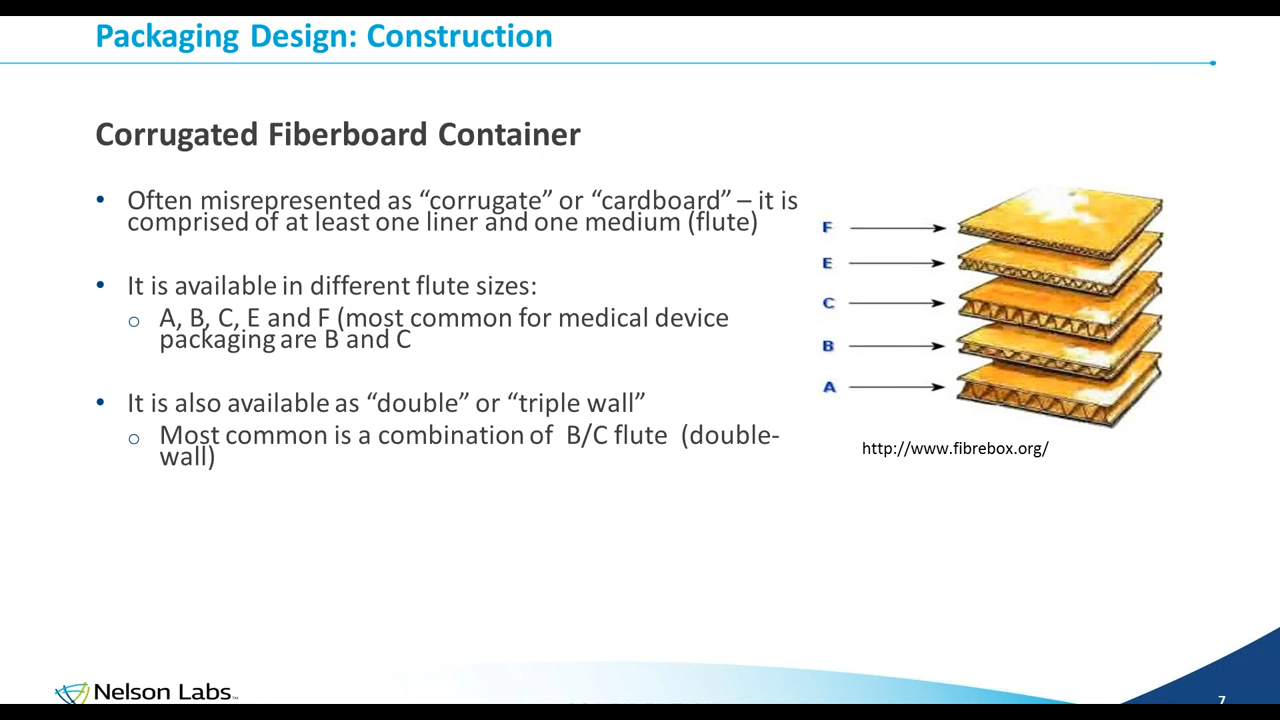 Packaging Design: Construction
Corrugated Fiberboard Container
• Often misrepresented as “corrugate” or “cardboard” – it is
comprised of at least one liner and one medium (flute)
• It is available in different flute sizes:
o A, B, C, E and F (most common for medical device
packaging are B and C
• It is also available as “double” or “triple wall”
o Most common is a combination of B/C flute (double-
wall)
F
E
C
B
A
http://www.fibrebox.org/
Nelson Labs™
7